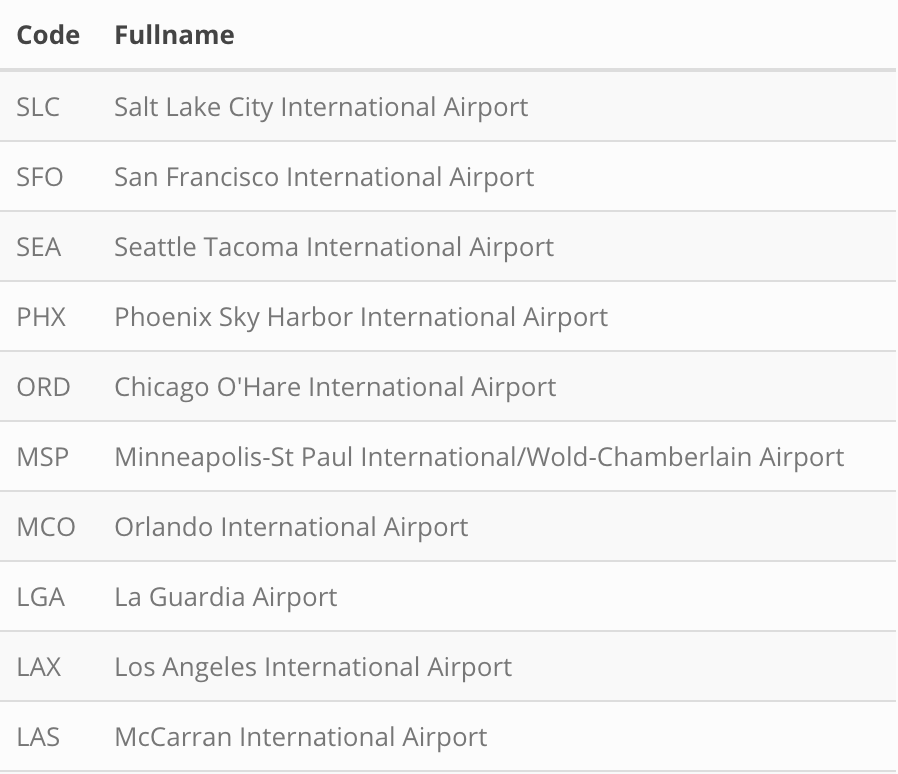 Code Fullname
SLC Salt Lake City International Airport
SFO San Francisco International Airport
SEA Seattle Tacoma International Airport
PHX Phoenix Sky Harbor International Airport
ORD Chicago O'Hare International Airport
MSP Minneapolis-St Paul International/Wold-Chamberlain Airport
MCO Orlando International Airport
LGA La Guardia Airport
LAX Los Angeles International Airport
LAS McCarran International Airport